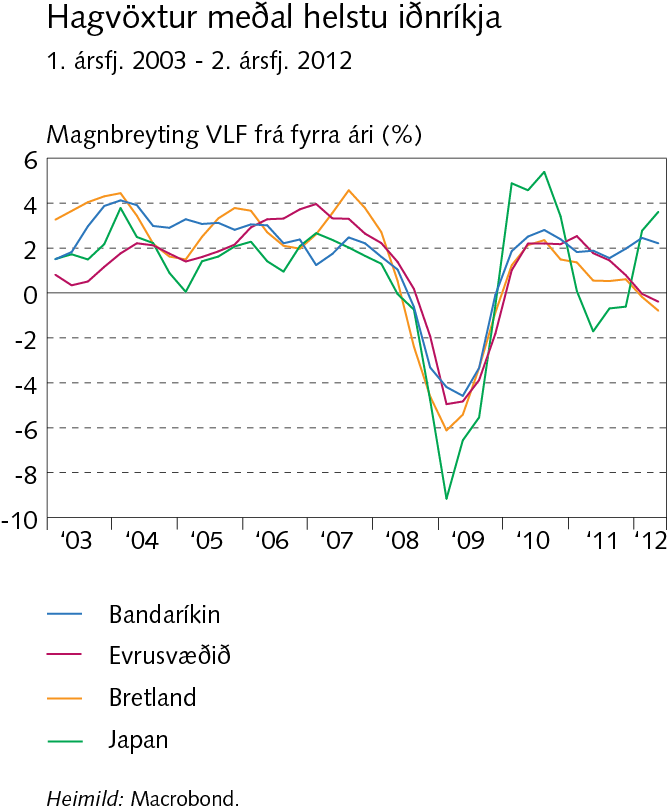 Hagvöxtur meðal helstu iðnríkja
1. ársfj. 2003 - 2. ársfj. 2012
Magnbreyting VLF frá fyrra ári (%)
6
4
2
0
-2
-4
-6
-8
-10
‘03 ‘04 ‘05 ‘06 ‘07 ‘08 ‘09 ‘10 ‘11 ‘12
Bandaríkin
Evrusvæðið
Bretland
Japan
Heimild: Macrobond.